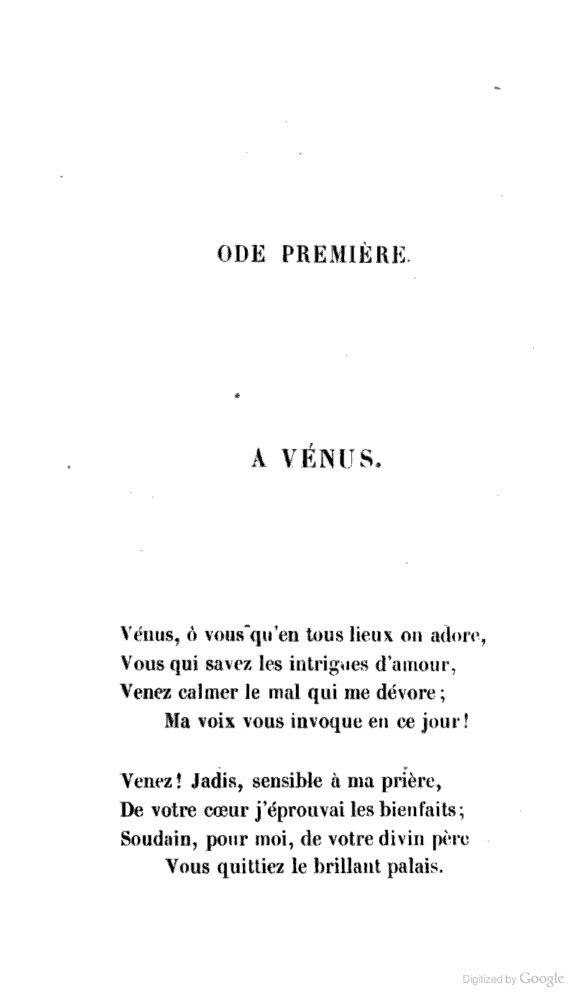 ODE PREMIÈRE.
A VÉNUS.
Vénus, ò vous qu'en tous lieux on adore,
Vous qui savez les intrigues d'amour,
Venez calmer le mal qui me dévore;
Ma voix vous invoque en ce jour!
Venez! Jadis, sensible à ma prière,
De votre cœur j'éprouvai les bienfaits;
Soudain, pour moi, de votre divin père
Vous quittiez le brillant palais.
Digitized by Google